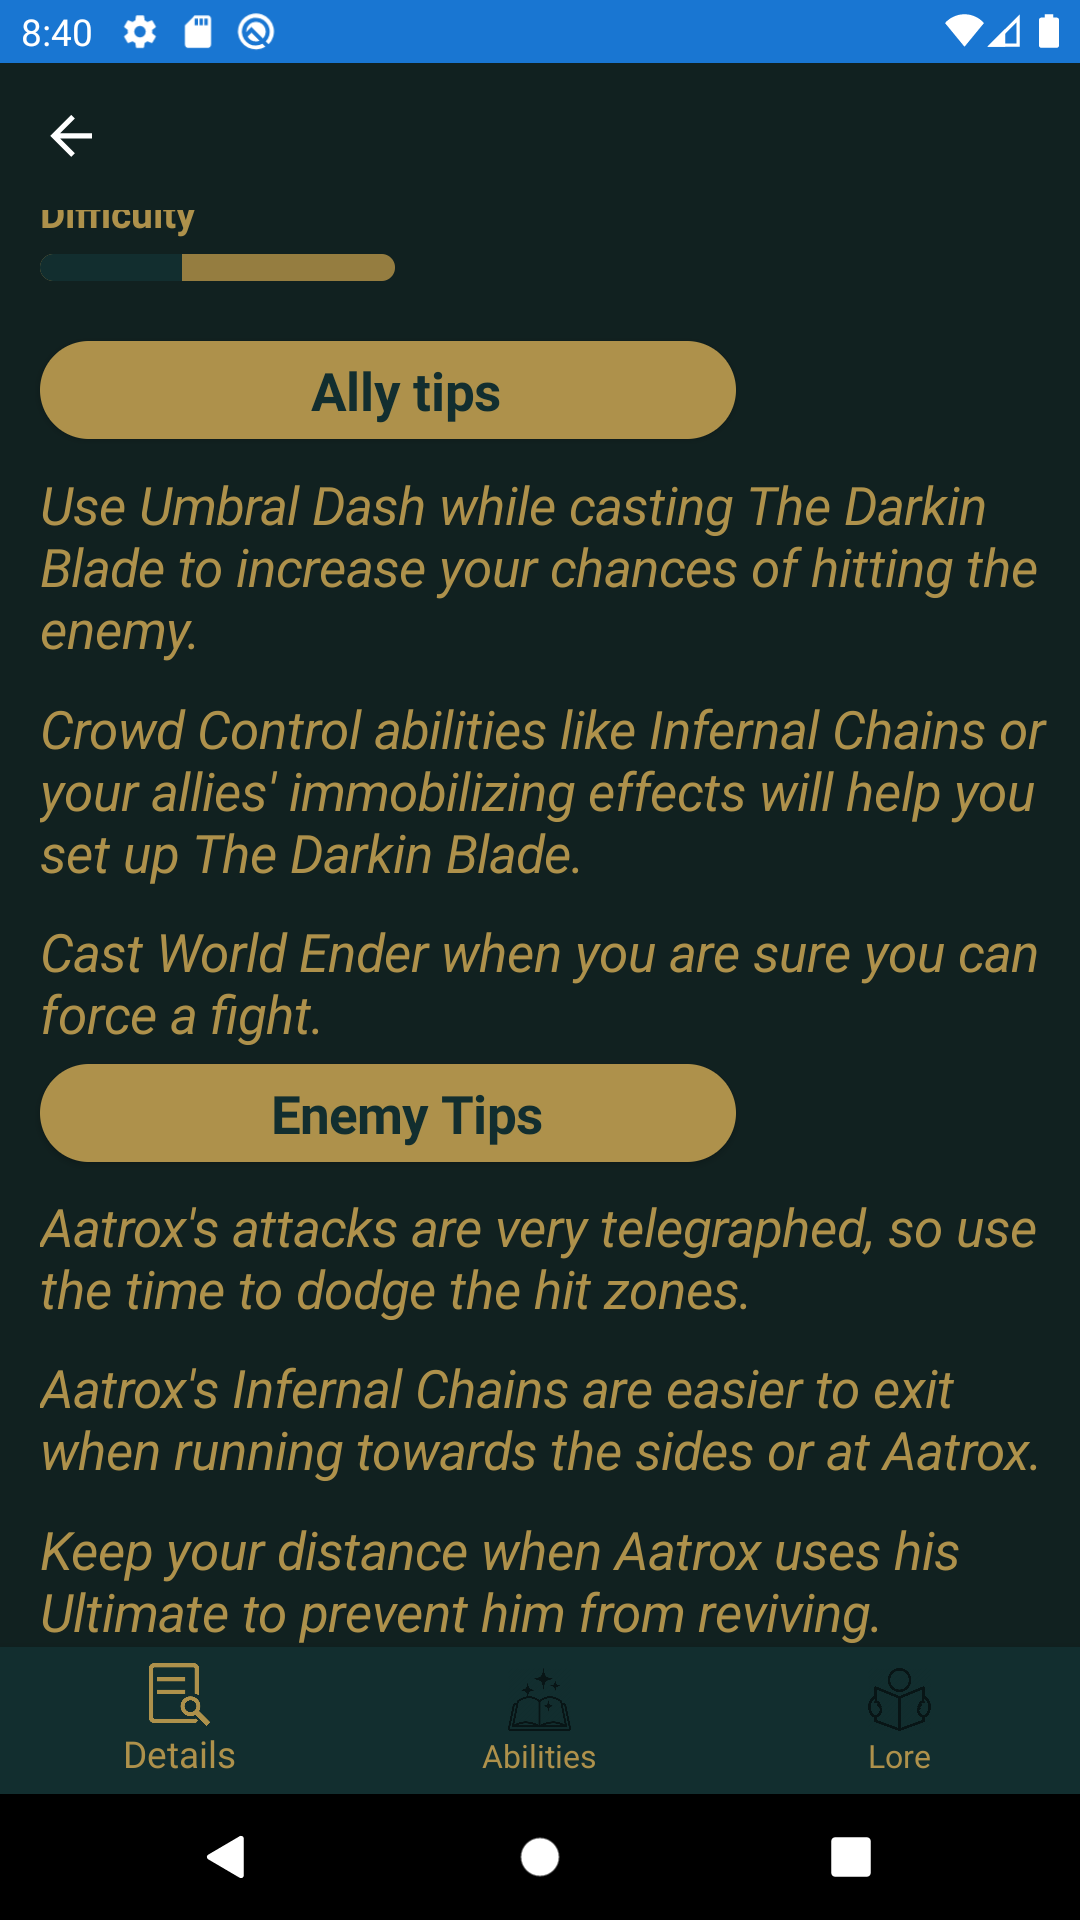 8:40
Difficulty
Ally tips
Use Umbral Dash while casting The Darkin
Blade to increase your chances of hitting the
enemy.
Crowd Control abilities like Infernal Chains or
your allies' immobilizing effects will help you
set up The Darkin Blade.
Cast World Ender when you are sure you can
force a fight.
Enemy Tips
Aatrox's attacks are very telegraphed, so use
the time to dodge the hit zones.
Aatrox's Infernal Chains are easier to exit
when running towards the sides or at Aatrox.
Keep your distance when Aatrox uses his
Ultimate to prevent him from reviving.
Details
Abilities
Lore